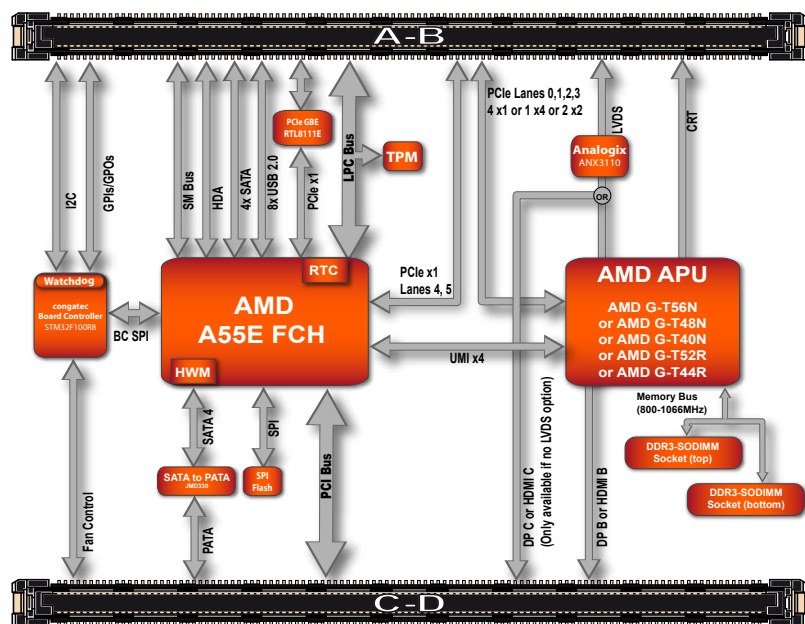 A-B
I2C
GPIs/GPOs
SM Bus
HDA
4x SATA
8x USB 2.0
PCIe GBE
RTL8111E
PCIe x1
LPC Bus
TPM
PCIe Lanes 0,1,2,3
4 x1 or 1 x4 or 2 x2
LVDS
Analogix
ANX3110
OR
CRT
Watchdog
congatec
Board Controller
STM32F100R8
BC SPI
RTC
AMD
A55E FCH
HWM
PCIe x1
Lanes 4, 5
UMI x4
AMD APU
AMD G-T56N
or AMD G-T48N
or AMD G-T40N
or AMD G-T52R
or AMD G-T44R
Memory Bus
(800-1066MHz)
DDR3-SODIMM
Socket (top)
DDR3-SODIMM
Socket (bottom)
Fan Control
SATA 4
SATA to PATA
JMD330
PATA
SPI
SPI
Flash
PCI Bus
DP C or HDMI C
(Only available if no LVDS option)
DP B or HDMI B
C-D